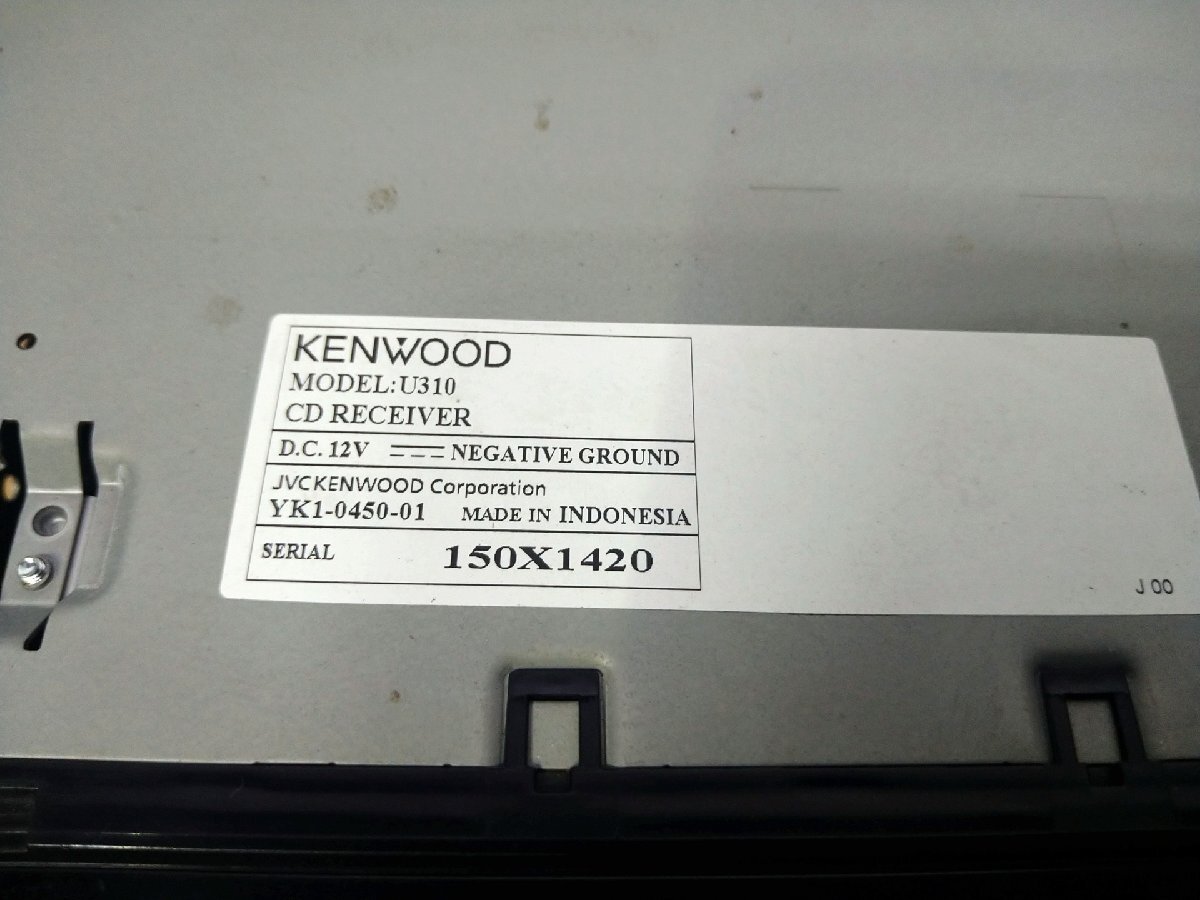 KENWOOD
MODEL:U310
CD RECEIVER
D.C. 12V NEGATIVE GROUND
JVCKENWOOD Corporation
YK1-0450-01 MADE IN INDONESIA
SERIAL 150X1420
J 00